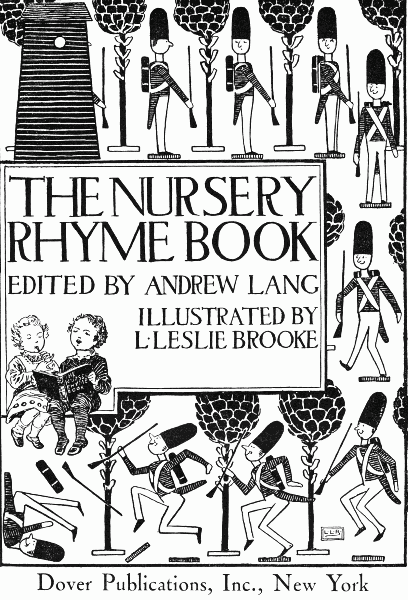 THE NURSERY
RHYME BOOK
EDITED BY ANDREW LANG
ILLUSTRATED BY
L·LESLIE BROOKE
L L B
Dover Publications, Inc., New York